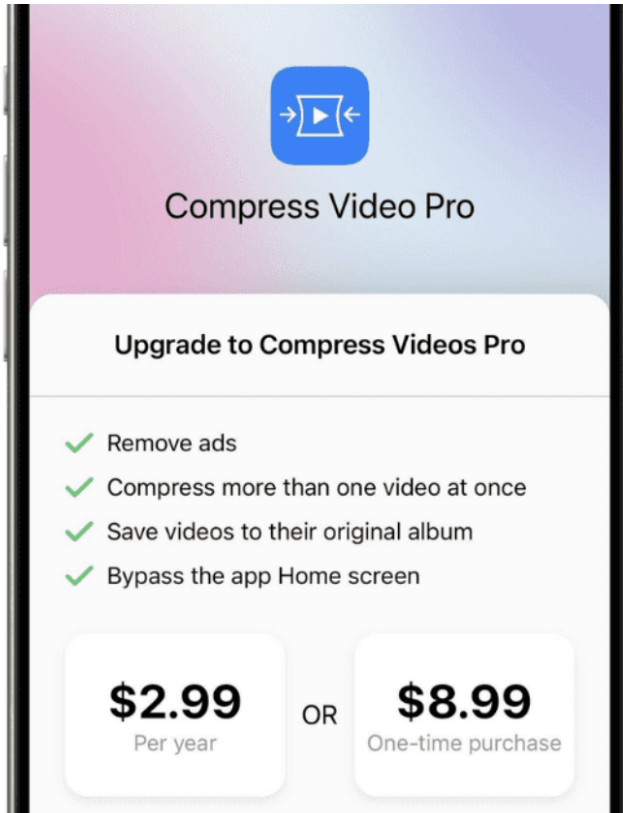 Compress Video Pro
Upgrade to Compress Videos Pro
Remove ads
Compress more than one video at once
Save videos to their original album
Bypass the app Home screen
$2.99
Per year
OR
$8.99
One-time purchase